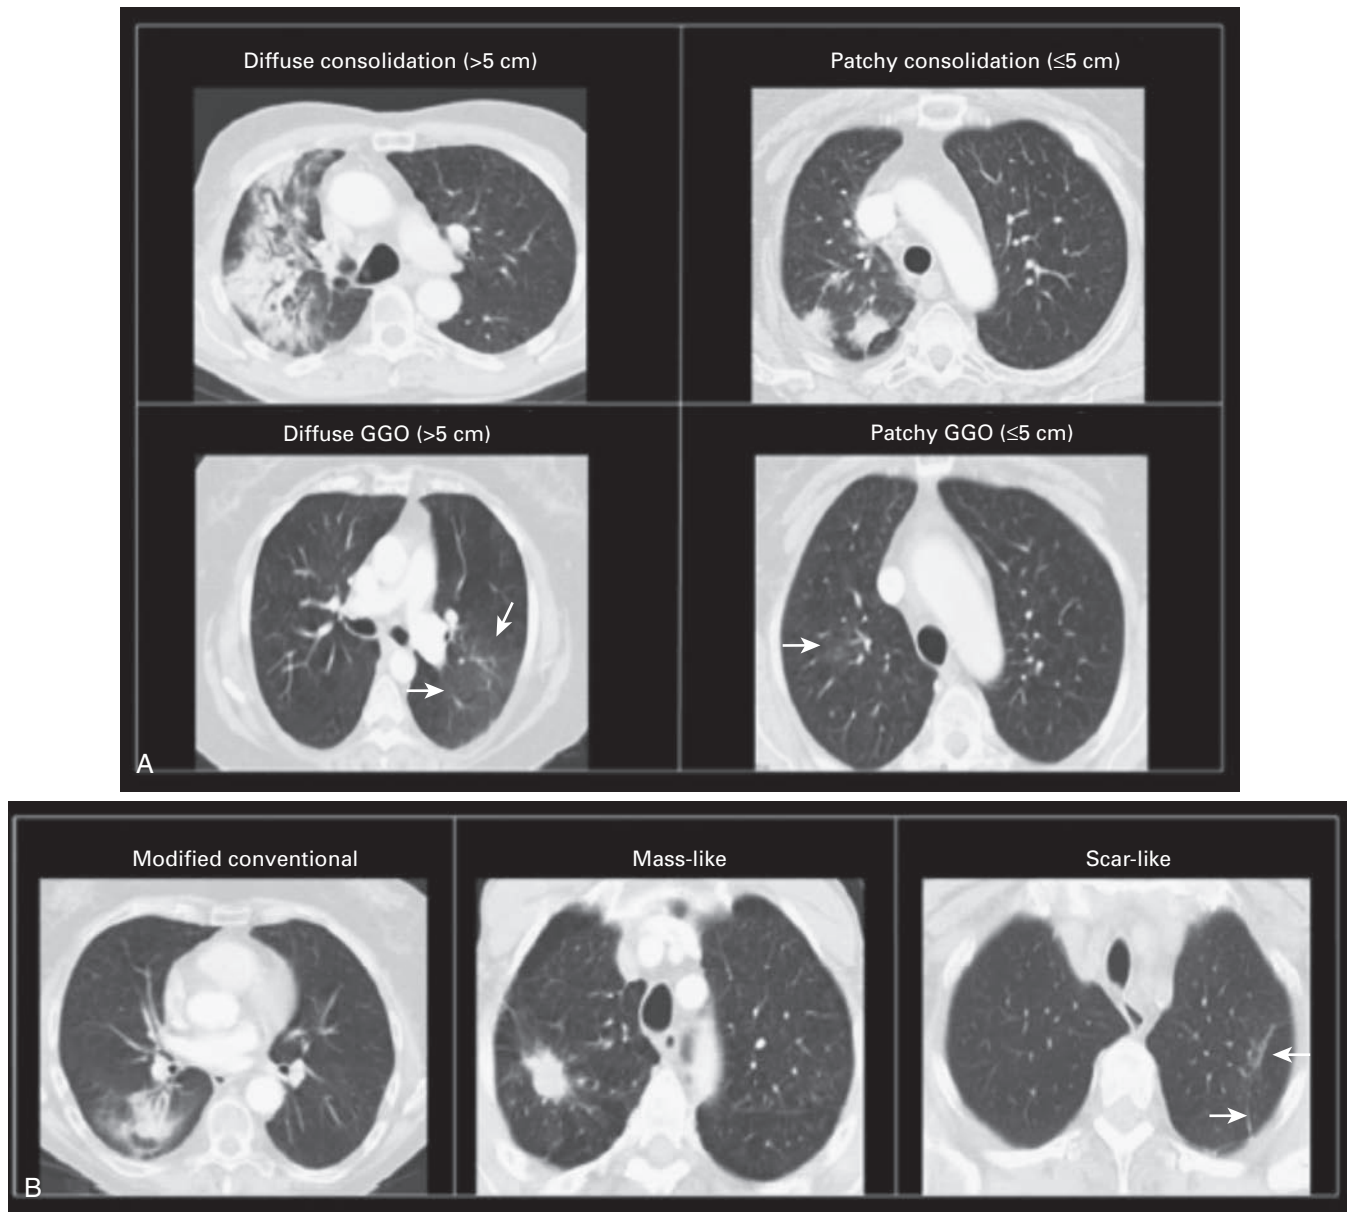 Diffuse consolidation (>5 cm)
Patchy consolidation (≤5 cm)
Diffuse GGO (>5 cm)
Patchy GGO (≤5 cm)
A
Modified conventional
Mass-like
Scar-like
B